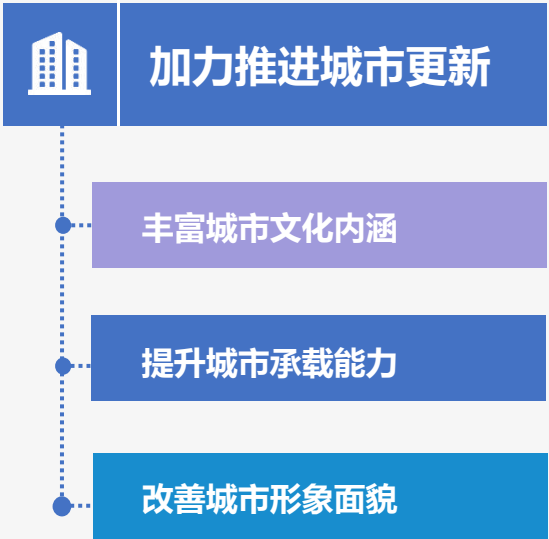 加力推进城市更新
丰富城市文化内涵
提升城市承载能力
改善城市形象面貌